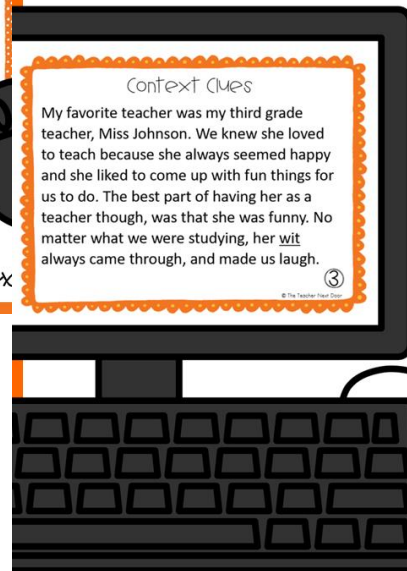 Context Clues
My favorite teacher was my third grade
teacher, Miss Johnson. We knew she loved
to teach because she always seemed happy
and she liked to come up with fun things for
us to do. The best part of having her as a
teacher though, was that she was funny. No
matter what we were studying, her wit
always came through, and made us laugh.
3
© The Teacher Next Door